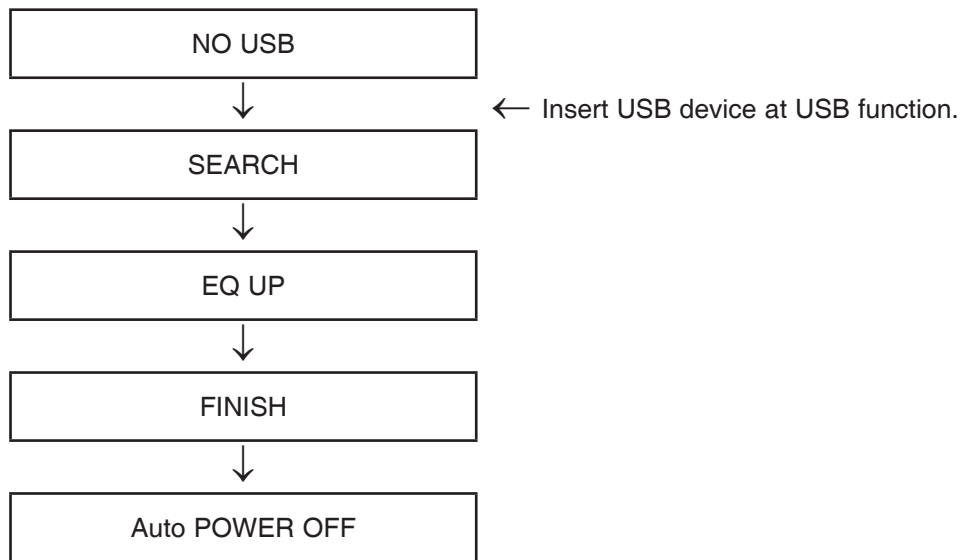 NO USB
← Insert USB device at USB function.
SEARCH
EQ UP
FINISH
Auto POWER OFF